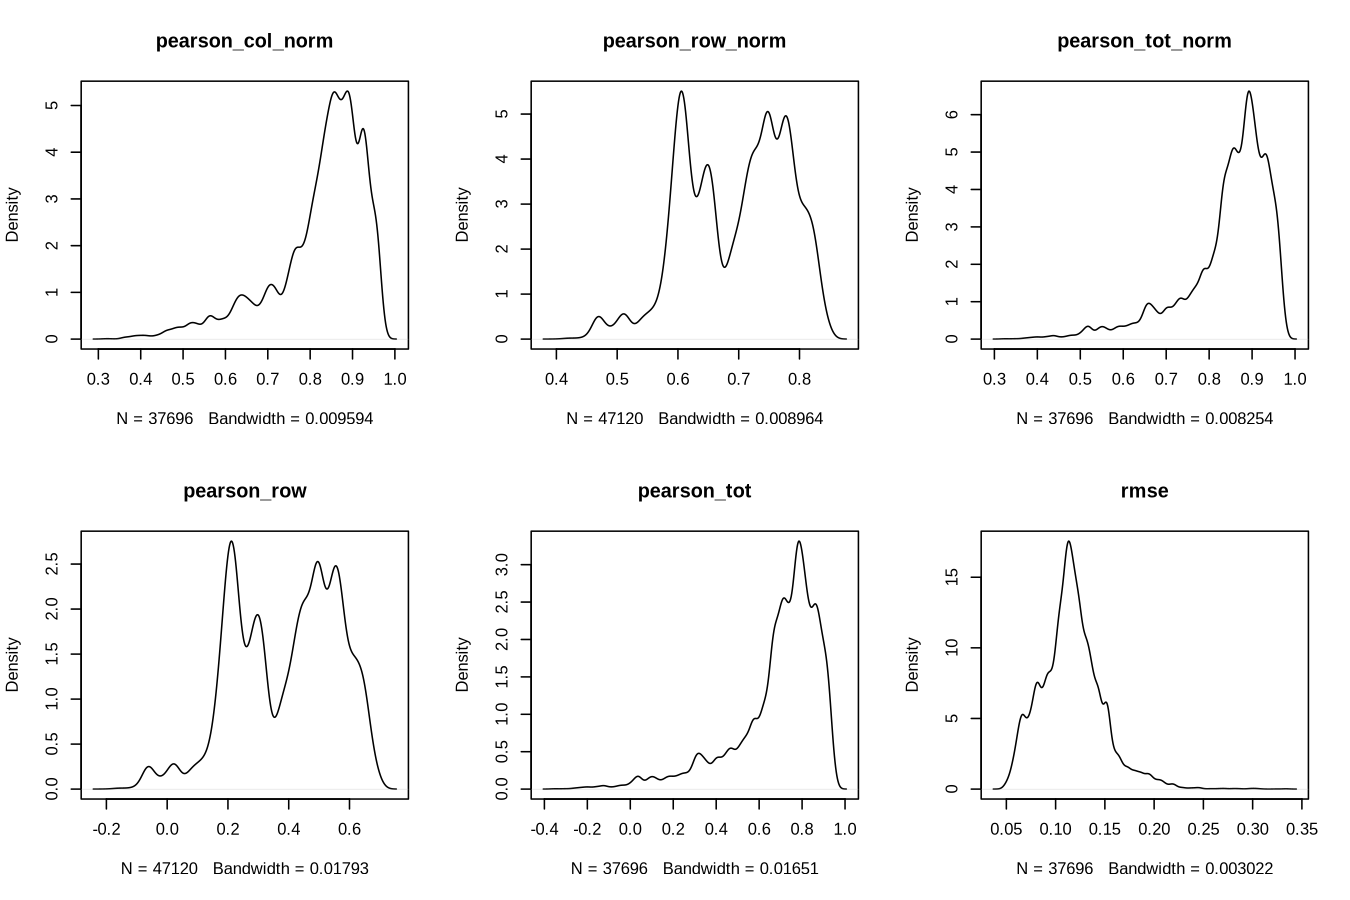 pearson_col_norm
Density
0 1 2 3 4 5
0.3 0.4 0.5 0.6 0.7 0.8 0.9 1.0
N = 37696 Bandwidth = 0.009594
pearson_row_norm
Density
0 1 2 3 4 5
0.4 0.5 0.6 0.7 0.8
N = 47120 Bandwidth = 0.008964
pearson_tot_norm
Density
0 1 2 3 4 5 6
0.3 0.4 0.5 0.6 0.7 0.8 0.9 1.0
N = 37696 Bandwidth = 0.008254
pearson_row
Density
0.0 0.5 1.0 1.5 2.0 2.5
-0.2 0.0 0.2 0.4 0.6
N = 47120 Bandwidth = 0.01793
pearson_tot
Density
0.0 0.5 1.0 1.5 2.0 2.5 3.0
-0.4 -0.2 0.0 0.2 0.4 0.6 0.8 1.0
N = 37696 Bandwidth = 0.01651
rmse
Density
0 5 10 15
0.05 0.10 0.15 0.20 0.25 0.30 0.35
N = 37696 Bandwidth = 0.003022